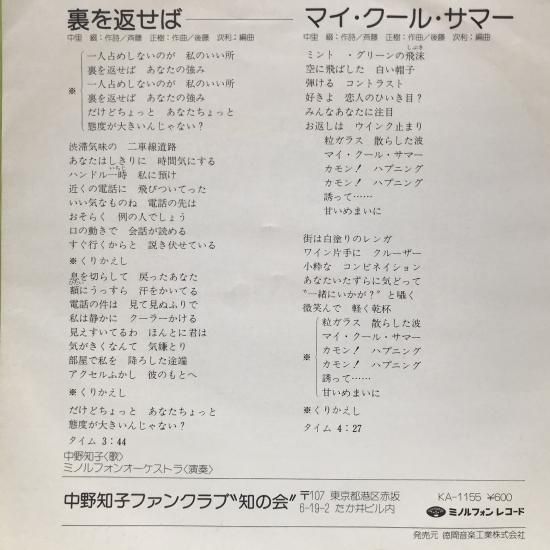 裏を返せば
中里 綴：作詩／斉藤 正樹：作曲／後藤 次利：編曲
※
一人占めしないのが 私のいい所
裏を返せば あなたの強み
一人占めしないのが 私のいい所
裏を返せば あなたの強み
だけどちょっと あなたちょっと
態度が大きいんじゃない？
渋滞気味の 二車線道路
あなたはしきりに 時間気にする
ハンドル一時 私に預け
近くの電話に 飛びついてった
いい気なものね 電話の先は
おそらく 例の人でしょう
口の動きで 会話が読める
すぐ行くからと 説き伏せている
※くりかえし
息を切らして 戻ったあなた
額にうっすら 汗をかいてる
電話の件は 見て見ぬふりで
私は静かに クーラーかける
見えすいてるわ ほんとに君は
気がきくなんて 気嫌とり
部屋で私を 降ろした途端
アクセルふかし 彼のもとへ
※くりかえし
だけどちょっと あなたちょっと
態度が大きいんじゃない？
タイム 3：44
マイ・クール・サマー
中里 綴：作詩／斉藤 正樹：作曲／後藤 次利：編曲
ミント・グリーンの飛沫
しぶき
空に飛ばした 白い帽子
弾ける コントラスト
好きよ 恋人のひいき目？
みんなあなたに注目
お返しは ウインク止まり
粒ガラス 散らした波
マイ・クール・サマー
カモン！ ハプニング
カモン！ ハプニング
誘って……
甘いめまいに
街は白塗りのレンガ
ワイン片手に クルーザー
小粋な コンビネイション
あなたいたずらに気どって
“一緒にいかが？”と囁く
微笑んで 軽く乾杯
※
粒ガラス 散らした波
マイ・クール・サマー
カモン！ ハプニング
カモン！ ハプニング
誘って……
甘いめまいに
※くりかえし
タイム 4：27
中野知子〈歌〉
ミノルフォンオーケストラ〈演奏〉
中野知子ファンクラブ“知の会”
〒107 東京都港区赤坂
6-19-2 たか井ビル内
KA-1155 ¥600
ミノルフォン レコード
発売元 徳間音楽工業株式会社